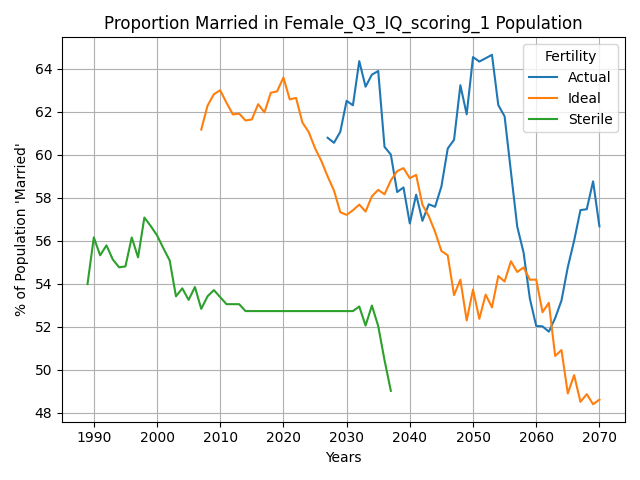 Proportion Married in Female_Q3_IQ_scoring_1 Population
Fertility
Actual
Ideal
Sterile
% of Population 'Married'
64
62
60
58
56
54
52
50
48
1990
2000
2010
2020
2030
2040
2050
2060
2070
Years